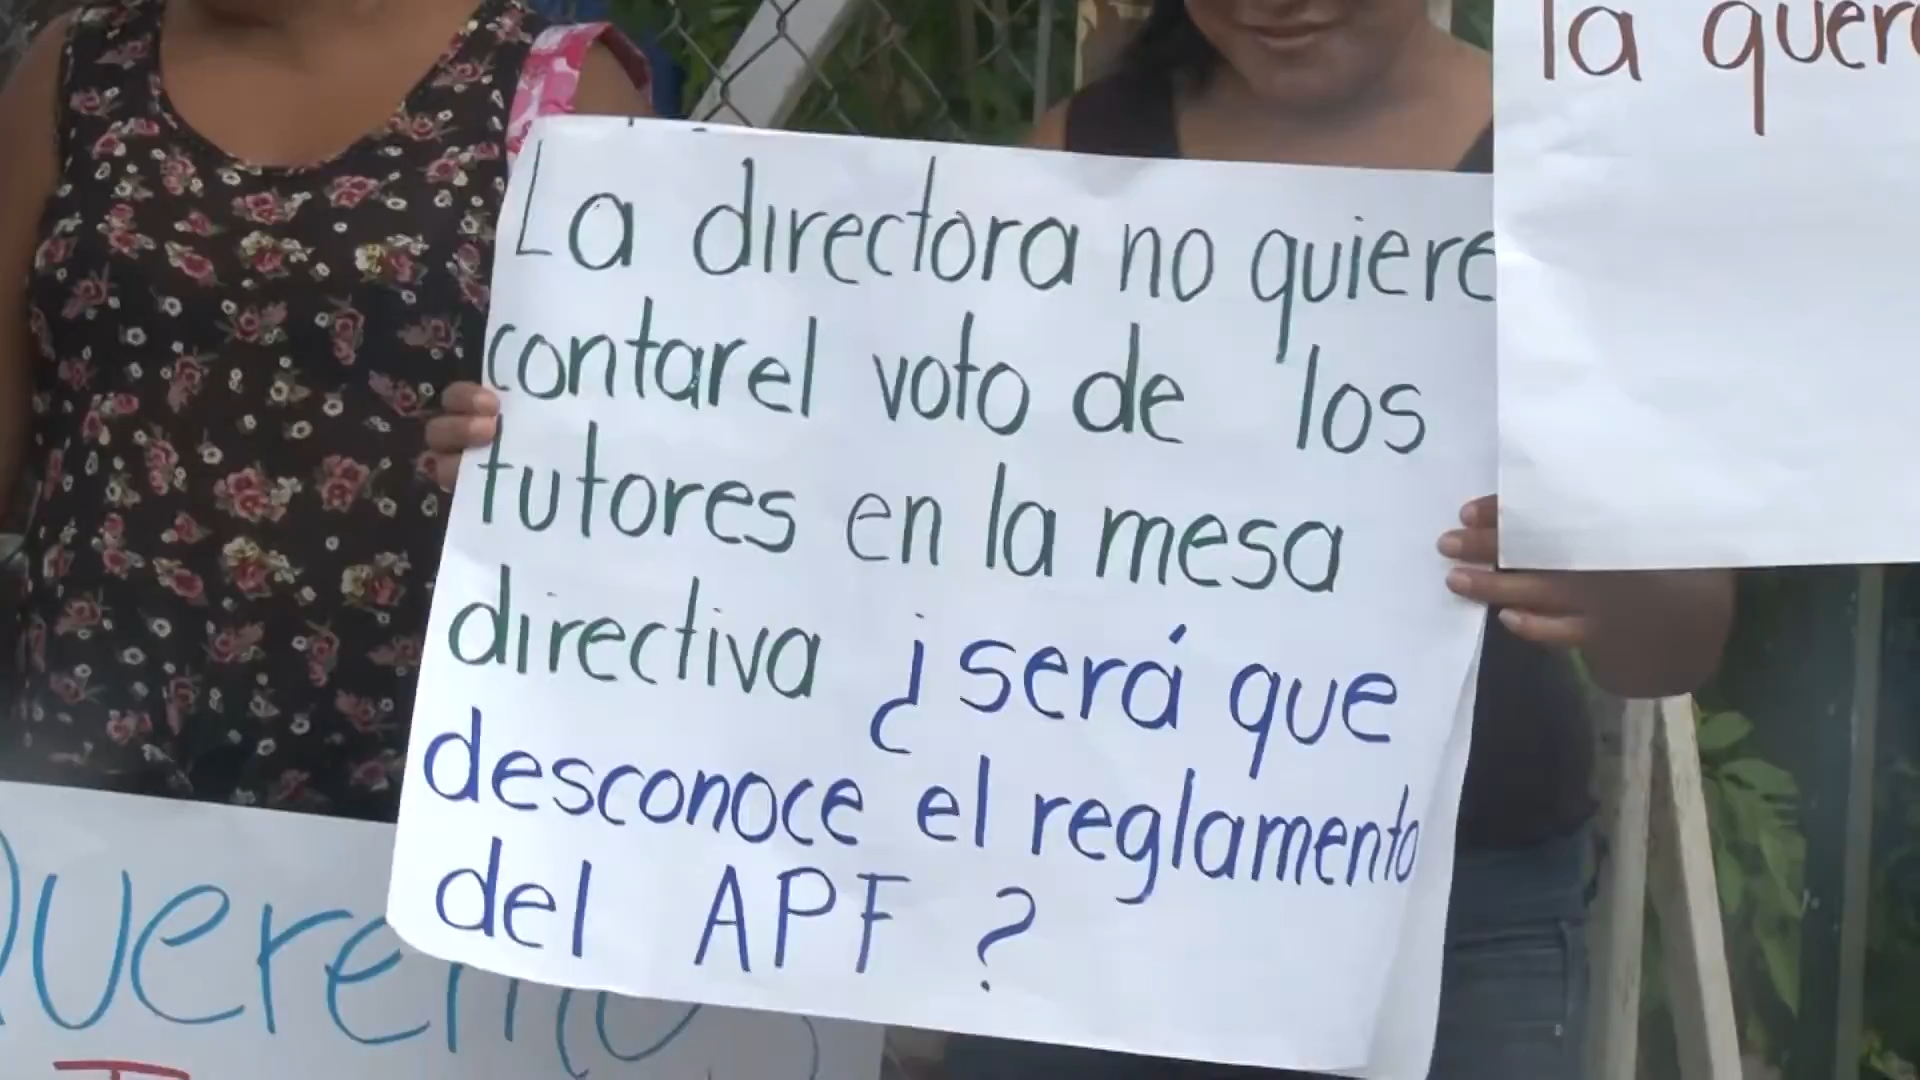 La directora no quiere
contarel voto de los
tutores en la mesa
directiva ¿será que
desconoce el reglamento
del APF?
la
Queremos